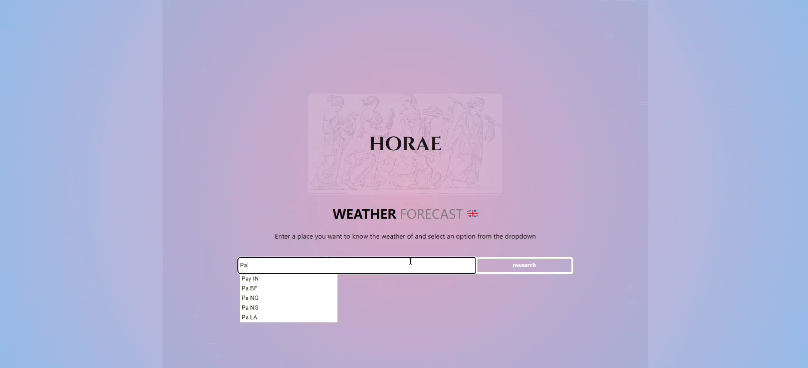 HORAE
WEATHER FORECAST
Enter a place you want to know the weather of and select an option from the dropdown
Pa
research
Pay IN
Pa BF
Pa NG
Pa NG
Pa LA